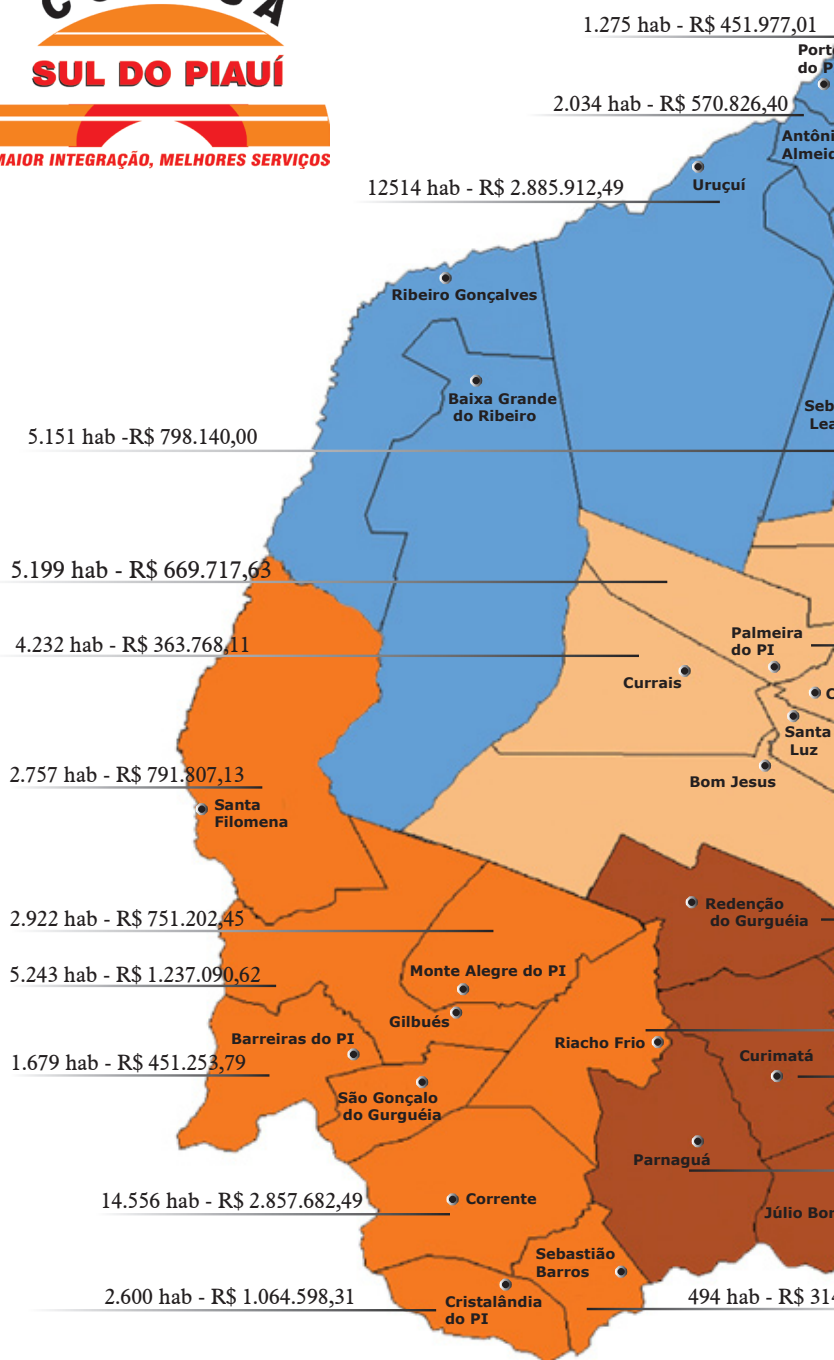 SUL DO PIAUÍ
MAIOR INTEGRAÇÃO, MELHORES SERVIÇOS
1.275 hab - R$ 451.977,01
2.034 hab - R$ 570.826,40
Uruçuí
12514 hab - R$ 2.885.912,49
Ribeiro Gonçalves
Baixa Grande
do Ribeiro
5.151 hab -R$ 798.140,00
5.199 hab - R$ 669.717,63
Palmeira
do PI
4.232 hab - R$ 363.768,11
Currais
Santa
Luz
Bom Jesus
2.757 hab - R$ 791.807,13
Santa
Filomena
Redenção
do Gurguéia
2.922 hab - R$ 751.202,45
Monte Alegre do PI
5.243 hab - R$ 1.237.090,62
Gilbués
Barreiras do PI
Riacho Frio
Curimatá
1.679 hab - R$ 451.253,79
São Gonçalo
do Gurguéia
Parnaguá
14.556 hab - R$ 2.857.682,49
Corrente
Júlio
Sebastião
Barros
2.600 hab - R$ 1.064.598,31
Cristalândia
do PI
494 hab - R$ 314